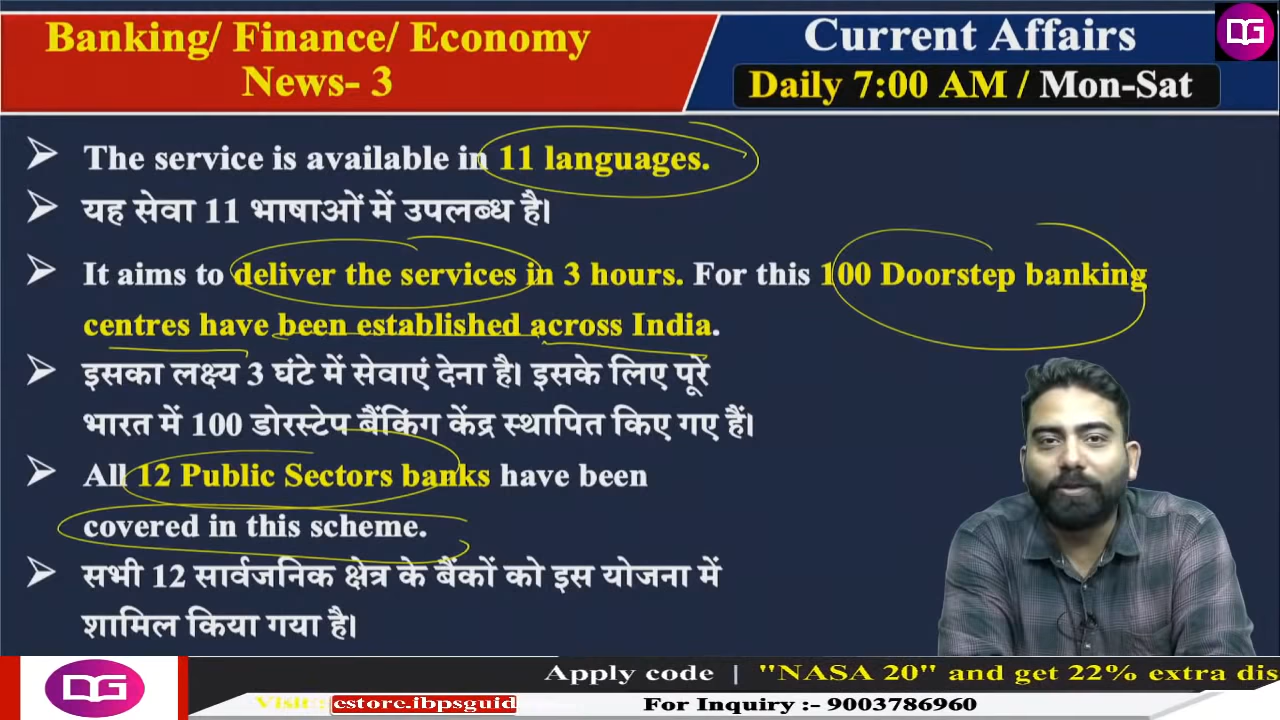 Banking/ Finance/ Economy
News- 3
Current Affairs
Daily 7:00 AM / Mon-Sat
DG
The service is available in 11 languages.
यह सेवा 11 भाषाओं में उपलब्ध है।
It aims to deliver the services in 3 hours. For this 100 Doorstep banking
centres have been established across India.
इसका लक्ष्य 3 घंटे में सेवाएं देना है। इसके लिए पूरे
भारत में 100 डोरस्टेप बैंकिंग केंद्र स्थापित किए गए हैं।
All 12 Public Sectors banks have been
covered in this scheme.
सभी 12 सार्वजनिक क्षेत्र के बैंकों को इस योजना में
शामिल किया गया है।
DG
Apply code | "NASA 20" and get 22% extra dis
Visit: estore.ibpsguid
For Inquiry :- 9003786960